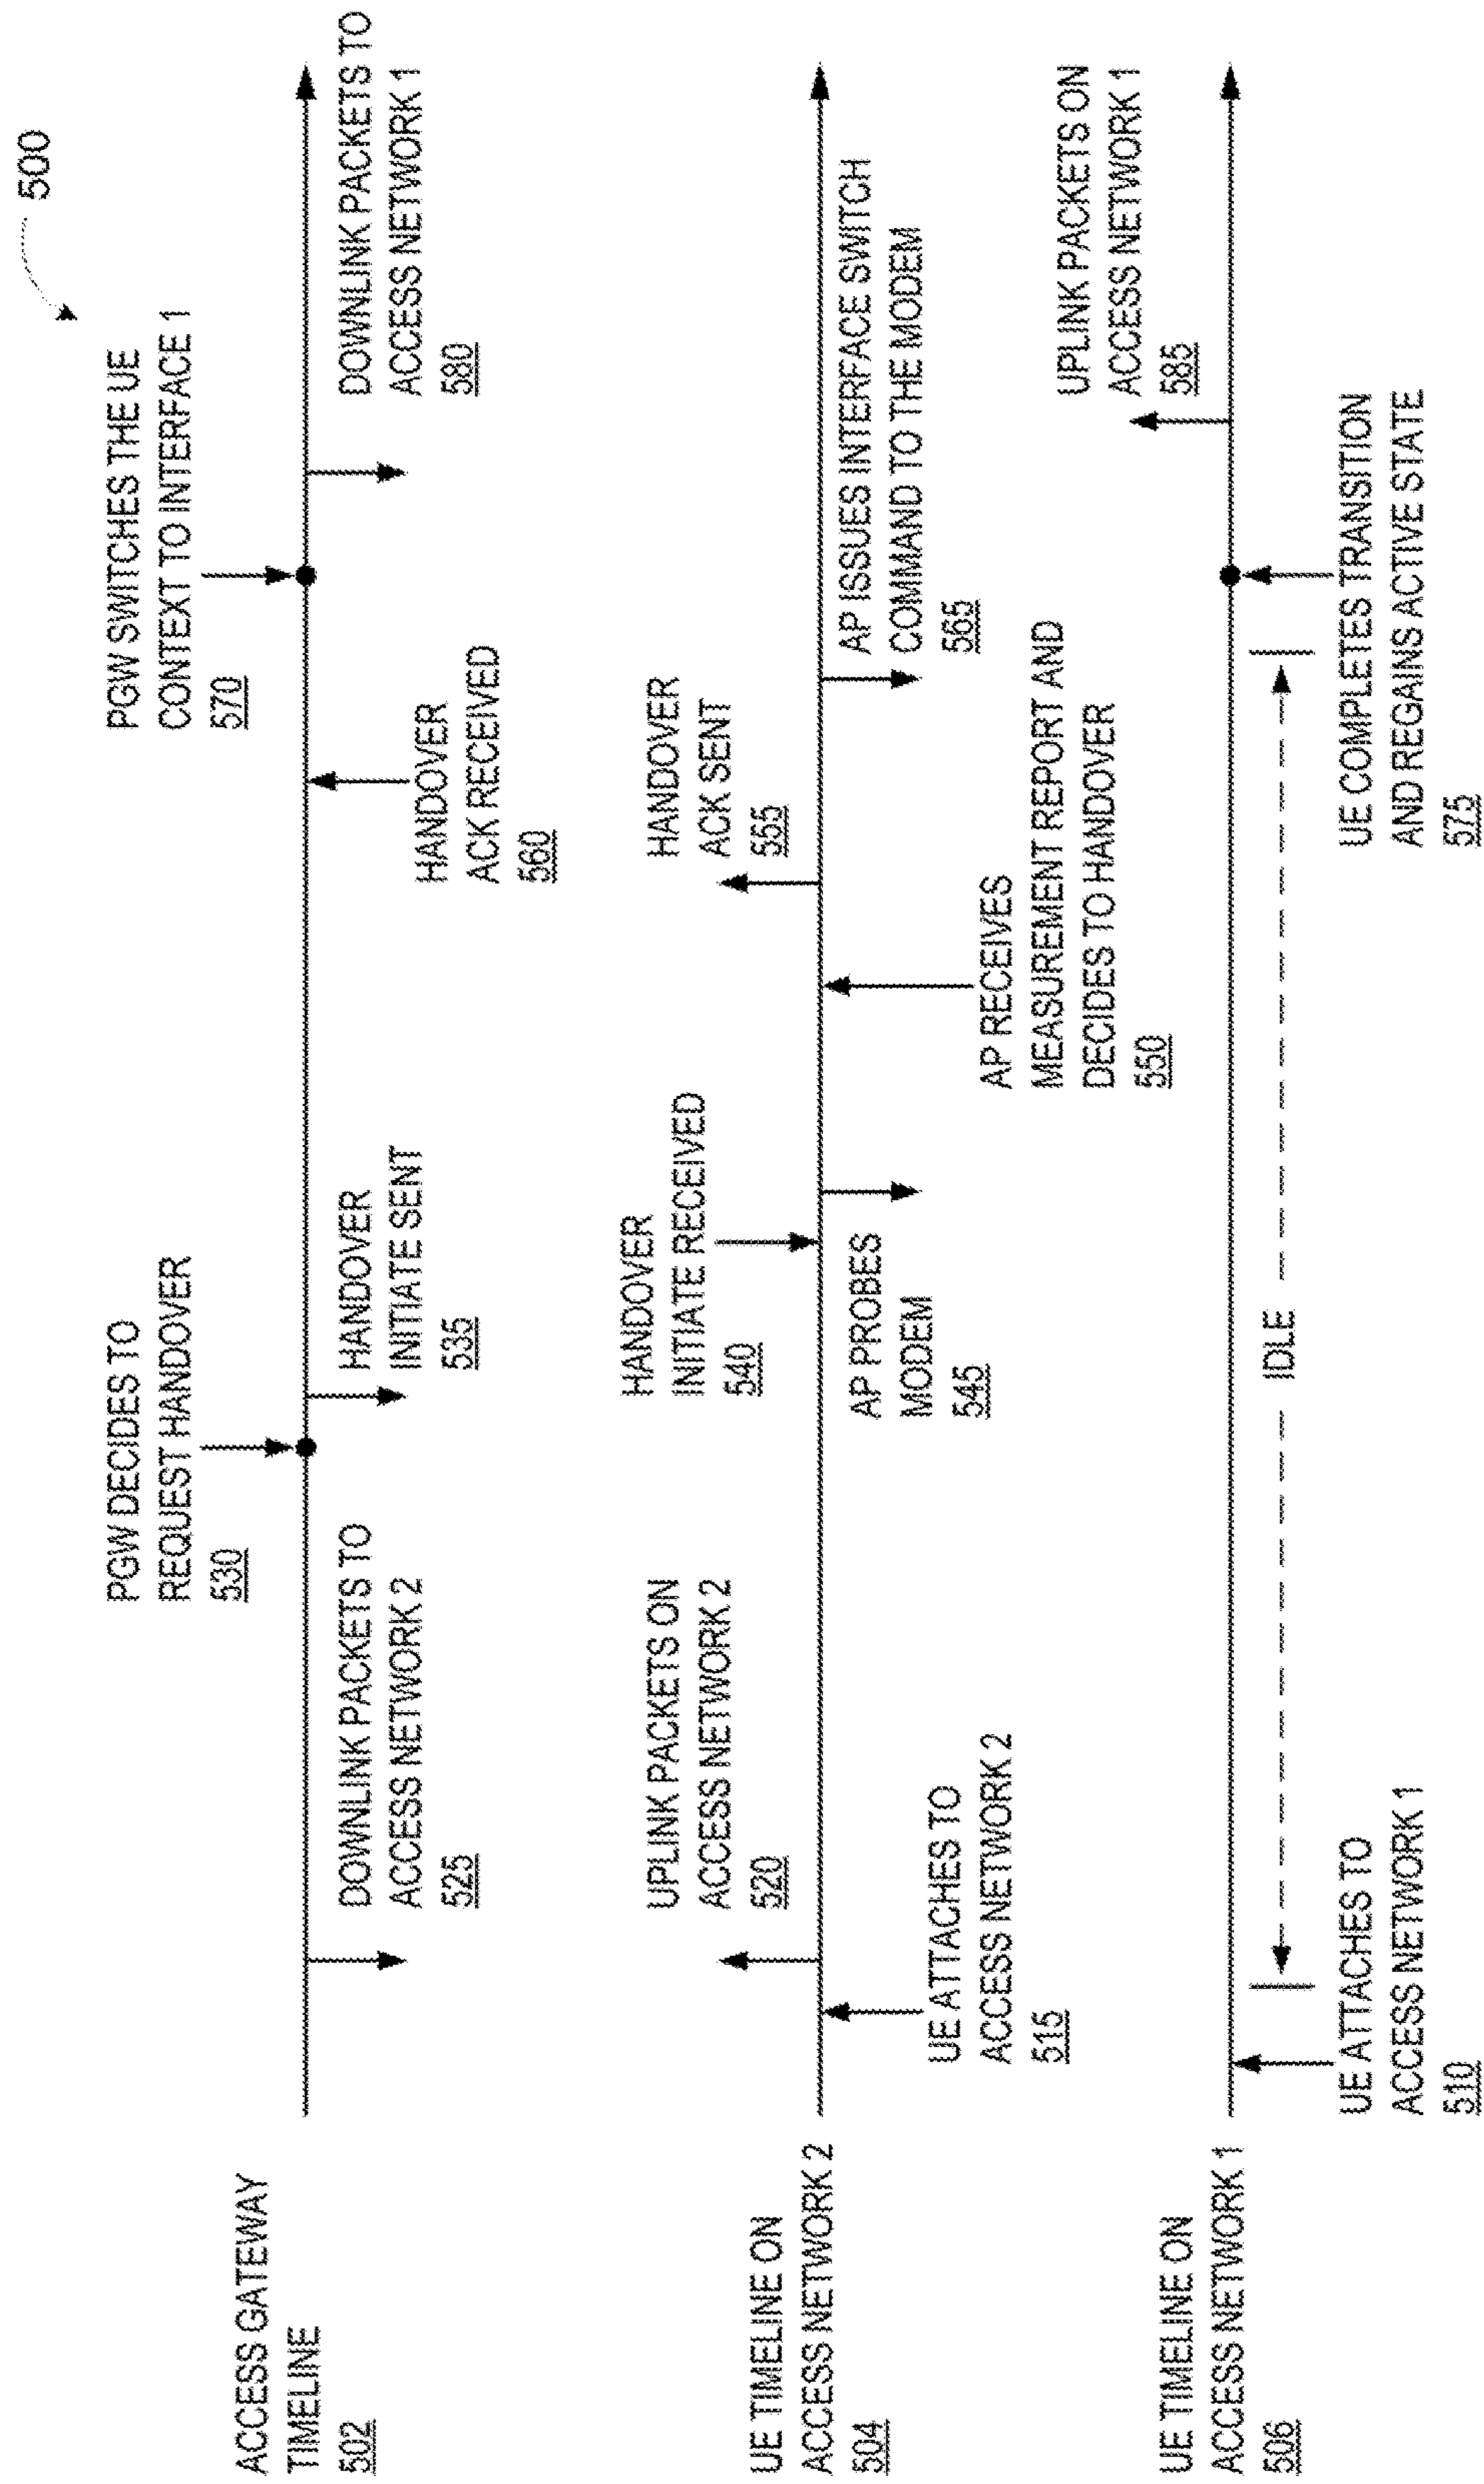 500
PGW DECIDES TO
REQUEST HANDOVER
530
PGW SWITCHES THE UE
CONTEXT TO INTERFACE 1
570
ACCESS GATEWAY
TIMELINE
502
DOWNLINK PACKETS TO
ACCESS NETWORK 2
525
HANDOVER
INITIATE SENT
535
HANDOVER
ACK RECEIVED
560
DOWNLINK PACKETS TO
ACCESS NETWORK 1
580
UPLINK PACKETS ON
ACCESS NETWORK 2
520
HANDOVER
INITIATE RECEIVED
540
HANDOVER
ACK SENT
555
UE TIMELINE ON
ACCESS NETWORK 2
504
UE ATTACHES TO
ACCESS NETWORK 2
515
AP PROBES
MODEM
545
AP RECEIVES
MEASUREMENT REPORT AND
DECIDES TO HANDOVER
550
AP ISSUES INTERFACE SWITCH
COMMAND TO THE MODEM
565
UPLINK PACKETS ON
ACCESS NETWORK 1
585
UE TIMELINE ON
ACCESS NETWORK 1
506
IDLE
UE ATTACHES TO
ACCESS NETWORK 1
510
UE COMPLETES TRANSITION
AND REGAINS ACTIVE STATE
575